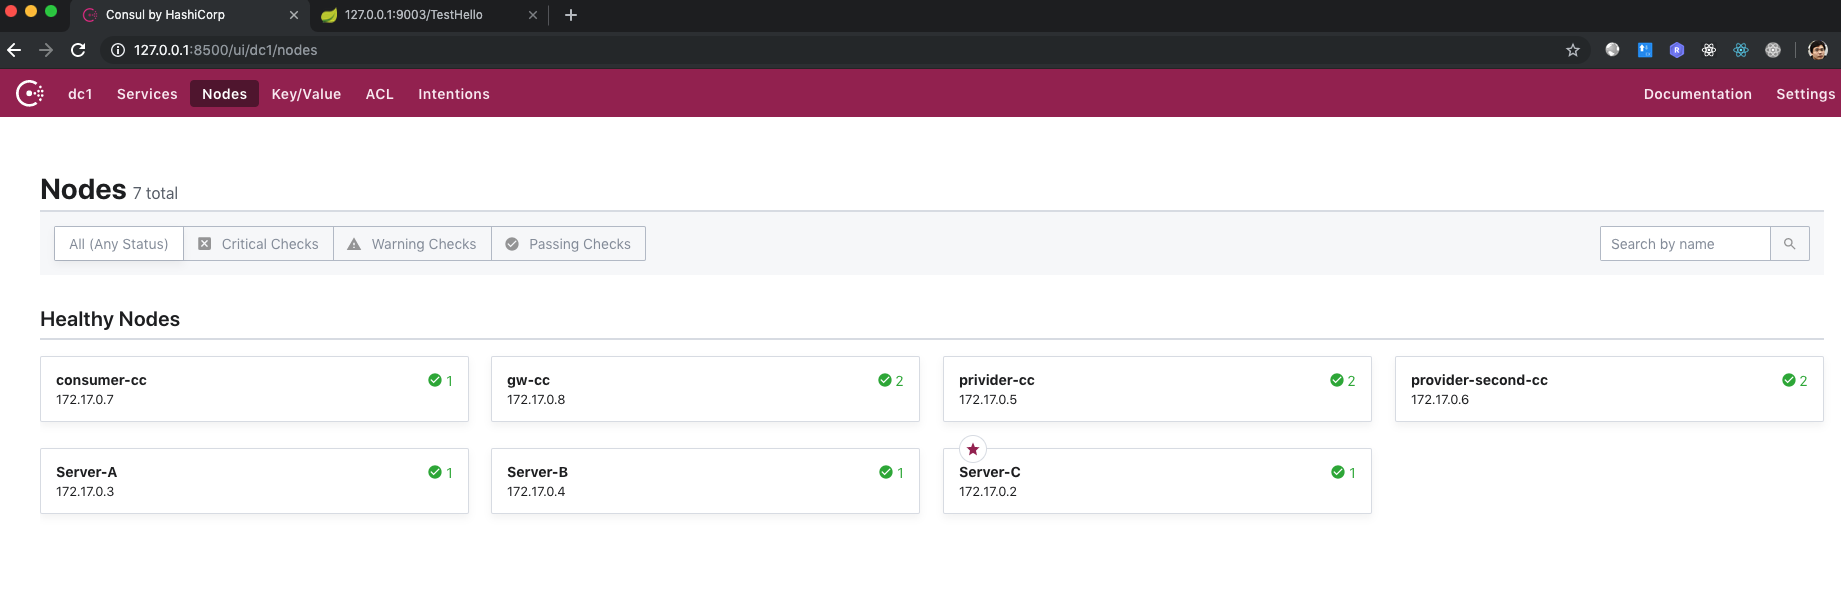 Consul by HashiCorp
127.0.0.1:9003/TestHello
127.0.0.1:8500/ui/dc1/nodes
dc1 Services Nodes Key/Value ACL Intentions Documentation Settings
Nodes 7 total
All (Any Status) Critical Checks Warning Checks Passing Checks Search by name
Healthy Nodes
consumer-cc 1
172.17.0.7
gw-cc 2
172.17.0.8
prividер-cc 2
172.17.0.5
provider-second-cc 2
172.17.0.6
Server-A 1
172.17.0.3
Server-B 1
172.17.0.4
Server-C 1
172.17.0.2